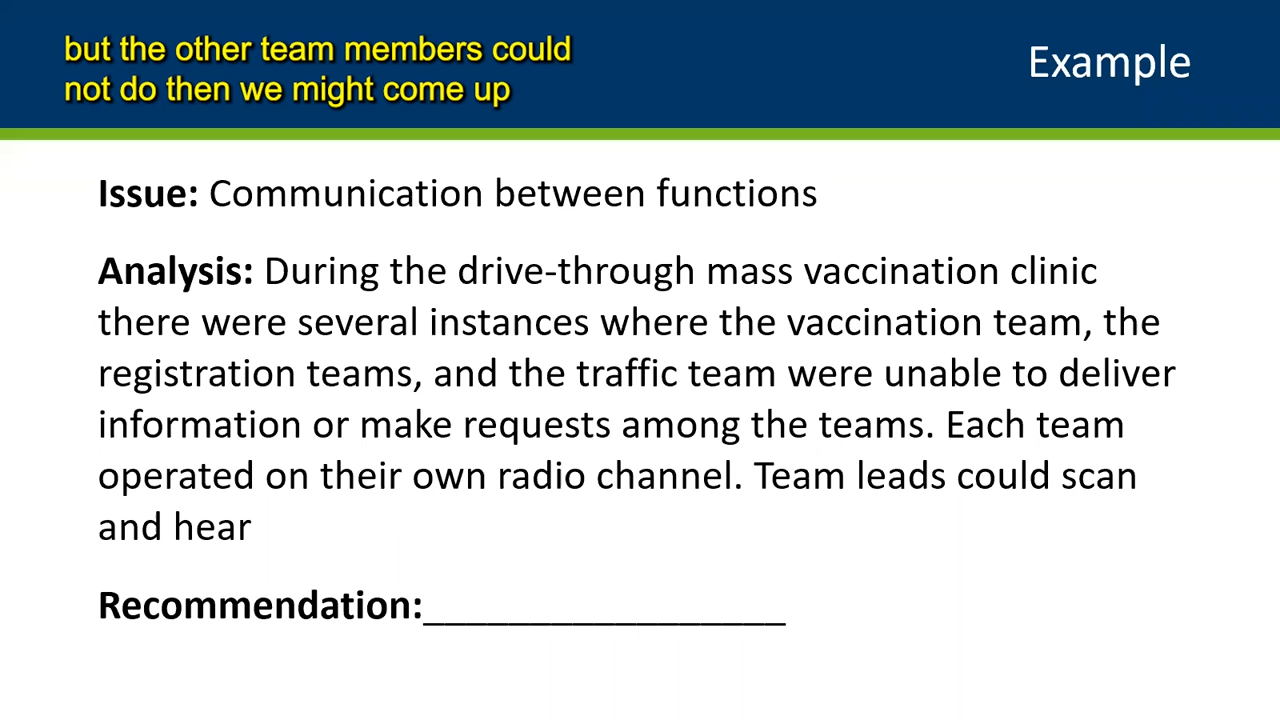 but the other team members could
not do then we might come up
Example
Issue: Communication between functions
Analysis: During the drive-through mass vaccination clinic
there were several instances where the vaccination team, the
registration teams, and the traffic team were unable to deliver
information or make requests among the teams. Each team
operated on their own radio channel. Team leads could scan
and hear
Recommendation:_________________